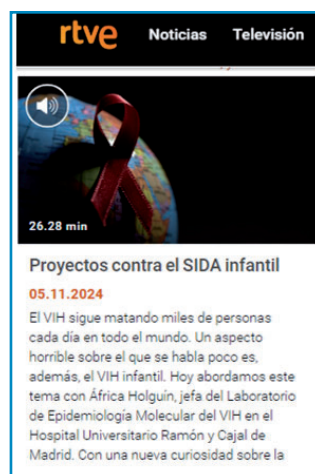 rtve Noticias Televisión
26.28 min
Proyectos contra el SIDA infantil
05.11.2024
El VIH sigue matando miles de personas
cada día en todo el mundo. Un aspecto
horrible sobre el que se habla poco es,
además, el VIH infantil. Hoy abordamos este
tema con África Holguín, jefa del Laboratorio
de Epidemiología Molecular del VIH en el
Hospital Universitario Ramón y Cajal de
Madrid. Con una nueva curiosidad sobre la